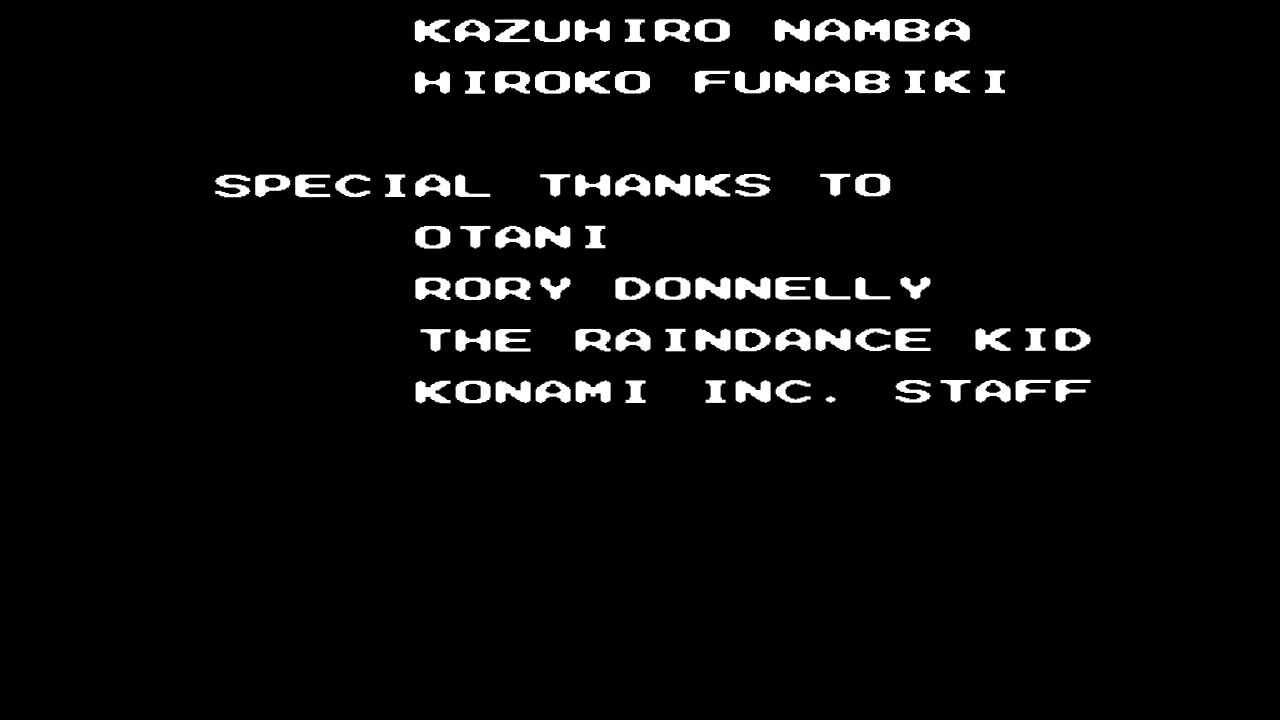 KAZUHIRO NAMBA
HIROKO FUNABIKI
SPECIAL THANKS TO
OTANI
RORY DONNELLY
THE RAINDANCE KID
KONAMI INC. STAFF